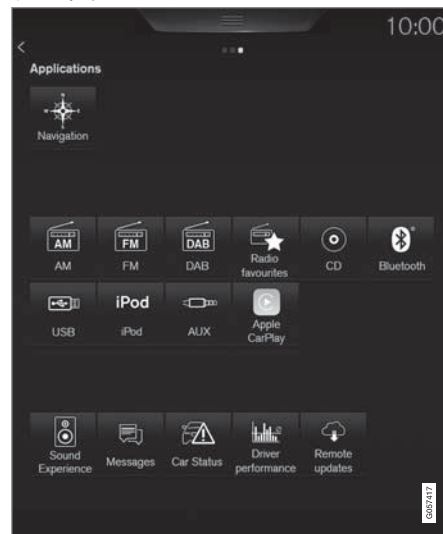 10:00
Applications
Navigation
AM FM DAB
AM FM DAB Radio favourites CD Bluetooth
iPod
USB iPod AUX Apple CarPlay
Sound Experience Messages Car Status Driver performance Remote updates
G057417